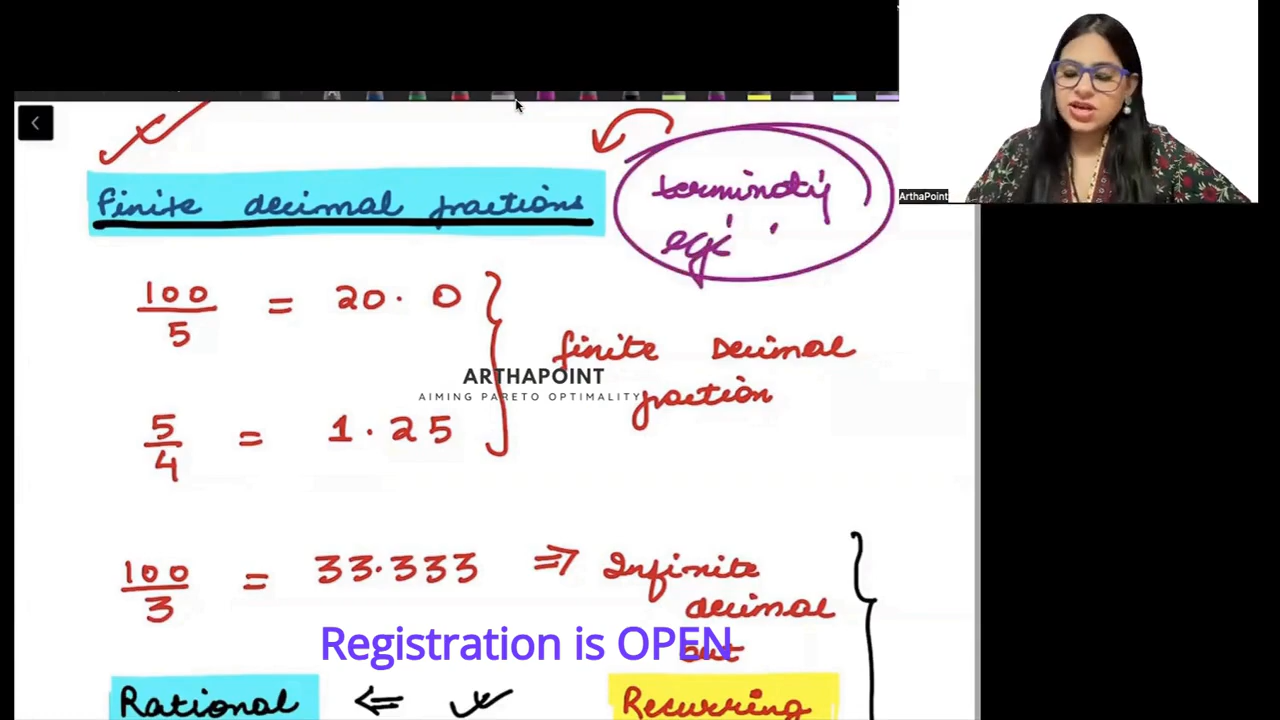 ArthaPoint
Finite decimal fractions
terminating
100/5 = 20.0
5/4 = 1.25
finite Decimal
fraction
ARTHAPOINT
AIMING PARETO OPTIMALITY
100/3 = 33.333 ⇒ Infinite
decimal
but
Registration is OPEN
Rational ⇐ ✓ Recurring